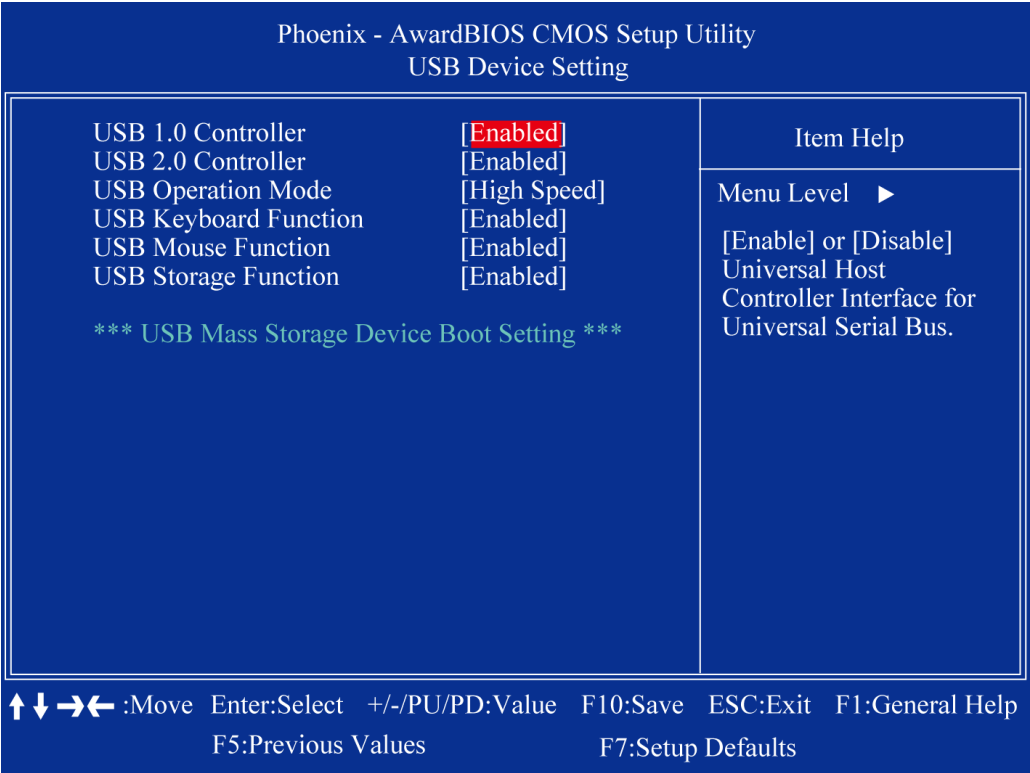 Phoenix - AwardBIOS CMOS Setup Utility
USB Device Setting
USB 1.0 Controller [Enabled]
USB 2.0 Controller [Enabled]
USB Operation Mode [High Speed]
USB Keyboard Function [Enabled]
USB Mouse Function [Enabled]
USB Storage Function [Enabled]
*** USB Mass Storage Device Boot Setting ***
Item Help
Menu Level ▶
[Enable] or [Disable]
Universal Host
Controller Interface for
Universal Serial Bus.
↑ ↓ → ← :Move Enter:Select +/-/PU/PD:Value F10:Save ESC:Exit F1:General Help
F5:Previous Values F7:Setup Defaults